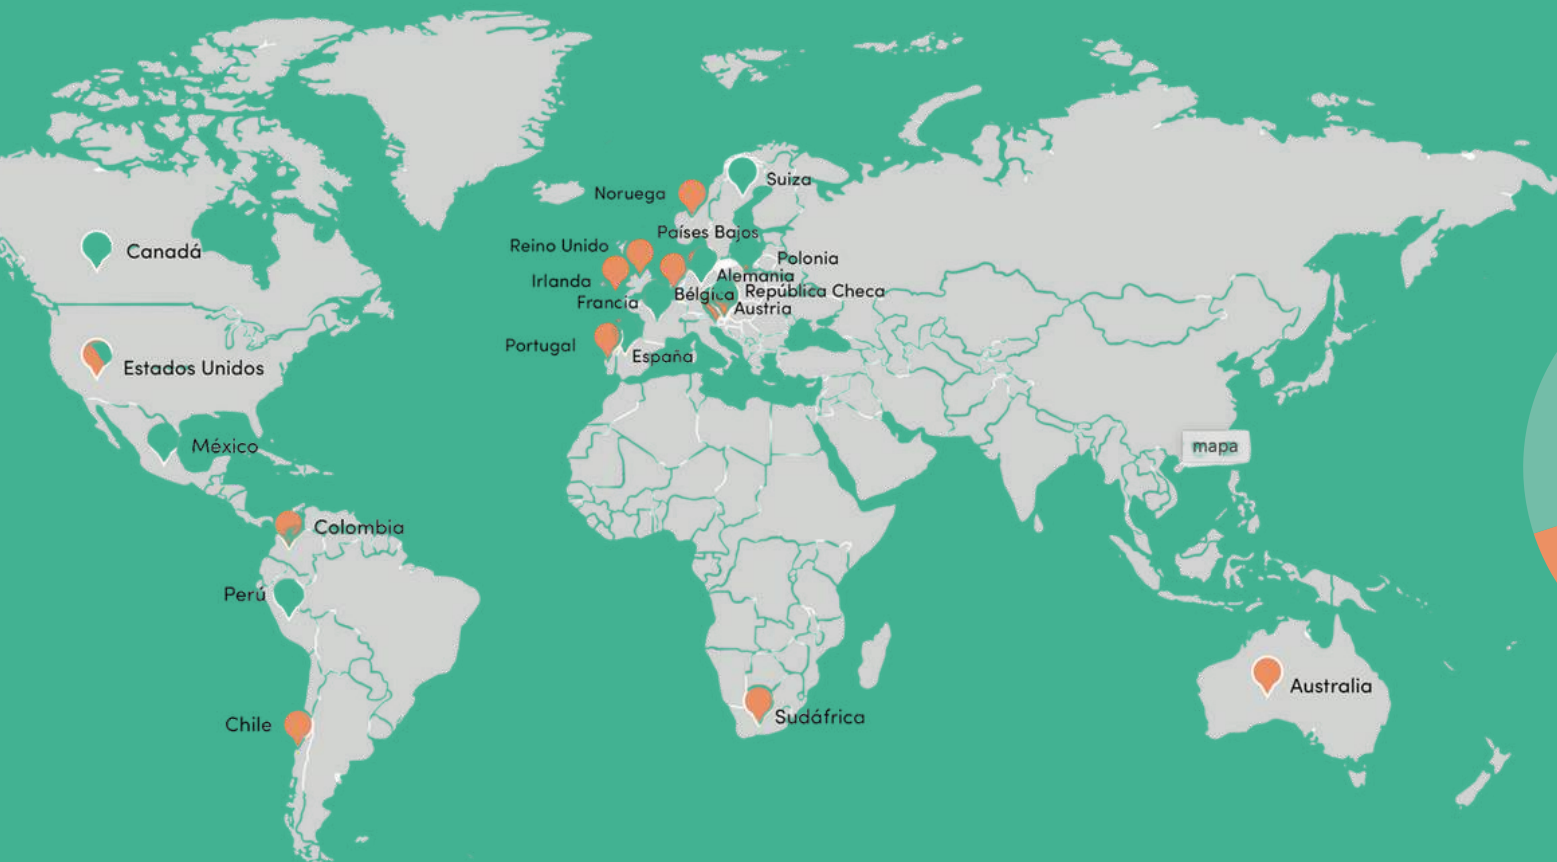 Suiza
Noruega
Países Bajos
Reino Unido
Canadá
Polonia
Alemania
Irlanda
República Checa
Bélgica
Francia
Austria
Portugal
España
Estados Unidos
México
mapa
Colombia
Perú
Australia
Sudáfrica
Chile